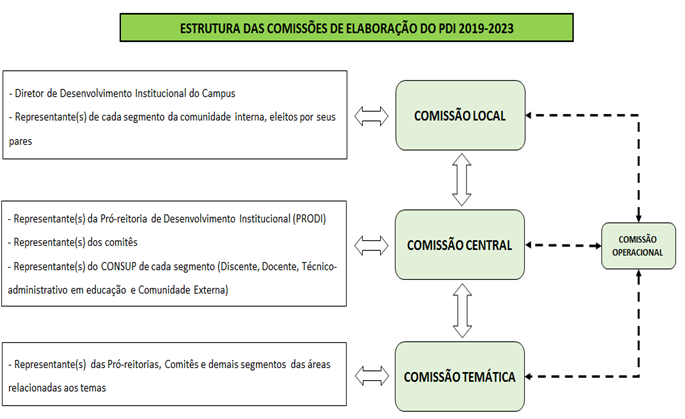 ESTRUTURA DAS COMISSÕES DE ELABORAÇÃO DO PDI 2019-2023
- Diretor de Desenvolvimento Institucional do Campus
- Representante(s) de cada segmento da comunidade interna, eleitos por seus
pares
COMISSÃO LOCAL
- Representante(s) da Pró-reitoria de Desenvolvimento Institucional (PRODI)
- Representante(s) dos comitês
- Representante(s) do CONSUP de cada segmento (Discente, Docente, Técnico-
administrativo em educação e Comunidade Externa)
COMISSÃO CENTRAL
COMISSÃO
OPERACIONAL
- Representante(s) das Pró-reitorias, Comitês e demais segmentos das áreas
relacionadas aos temas
COMISSÃO TEMÁTICA